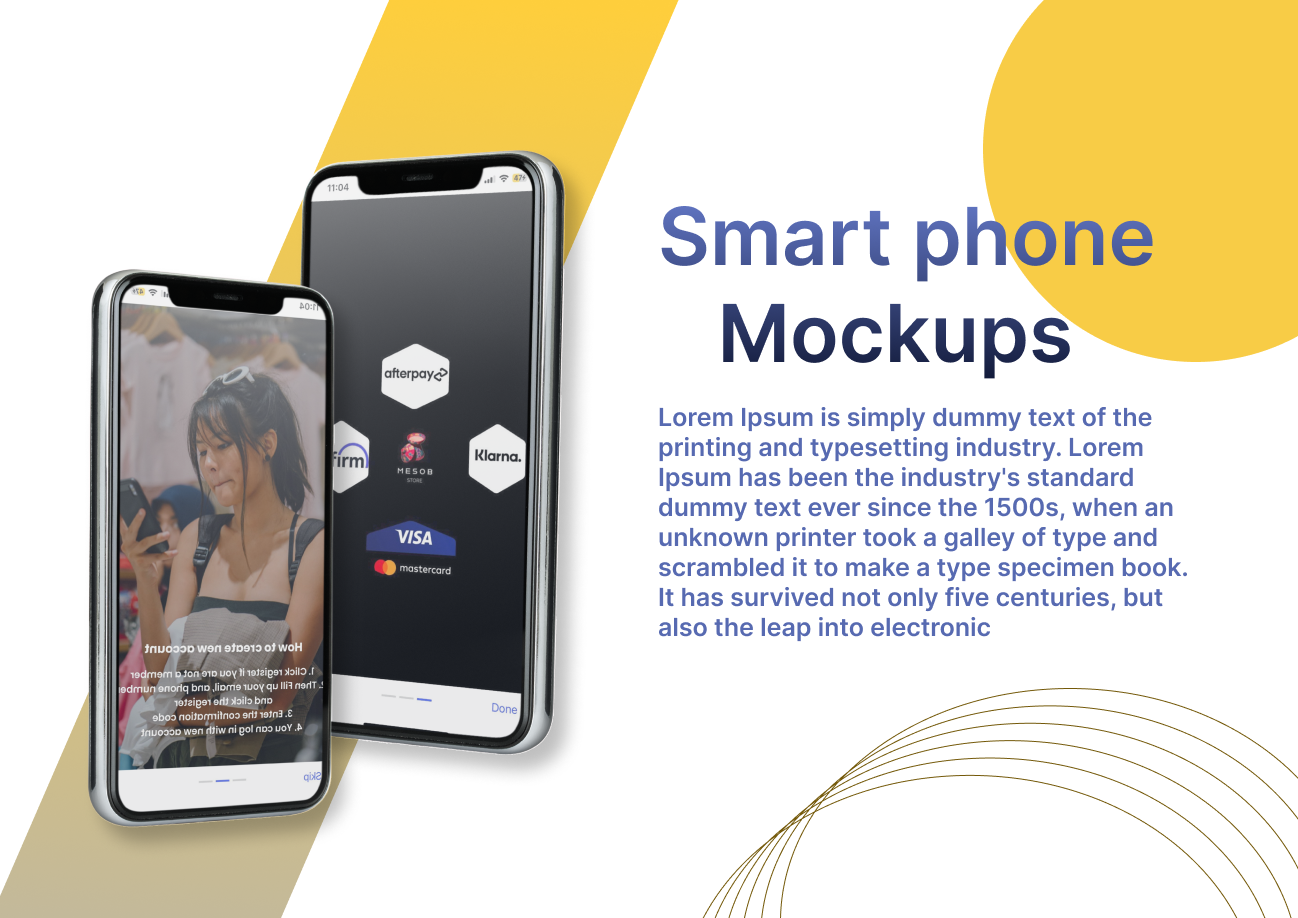 Smart phone
Mockups
Lorem Ipsum is simply dummy text of the
printing and typesetting industry. Lorem
Ipsum has been the industry's standard
dummy text ever since the 1500s, when an
unknown printer took a galley of type and
scrambled it to make a type specimen book.
It has survived not only five centuries, but
also the leap into electronic
11:04
47
afterpay
firm
MESOB
STORE
Klarna.
VISA
mastercard
Done
11:04
47
How to create new account
1. Click register if you are not a member
2. Then Fill up your email, and phone number
and click the register
3. Enter the confirmation code
4. You can log in with new account
Skip